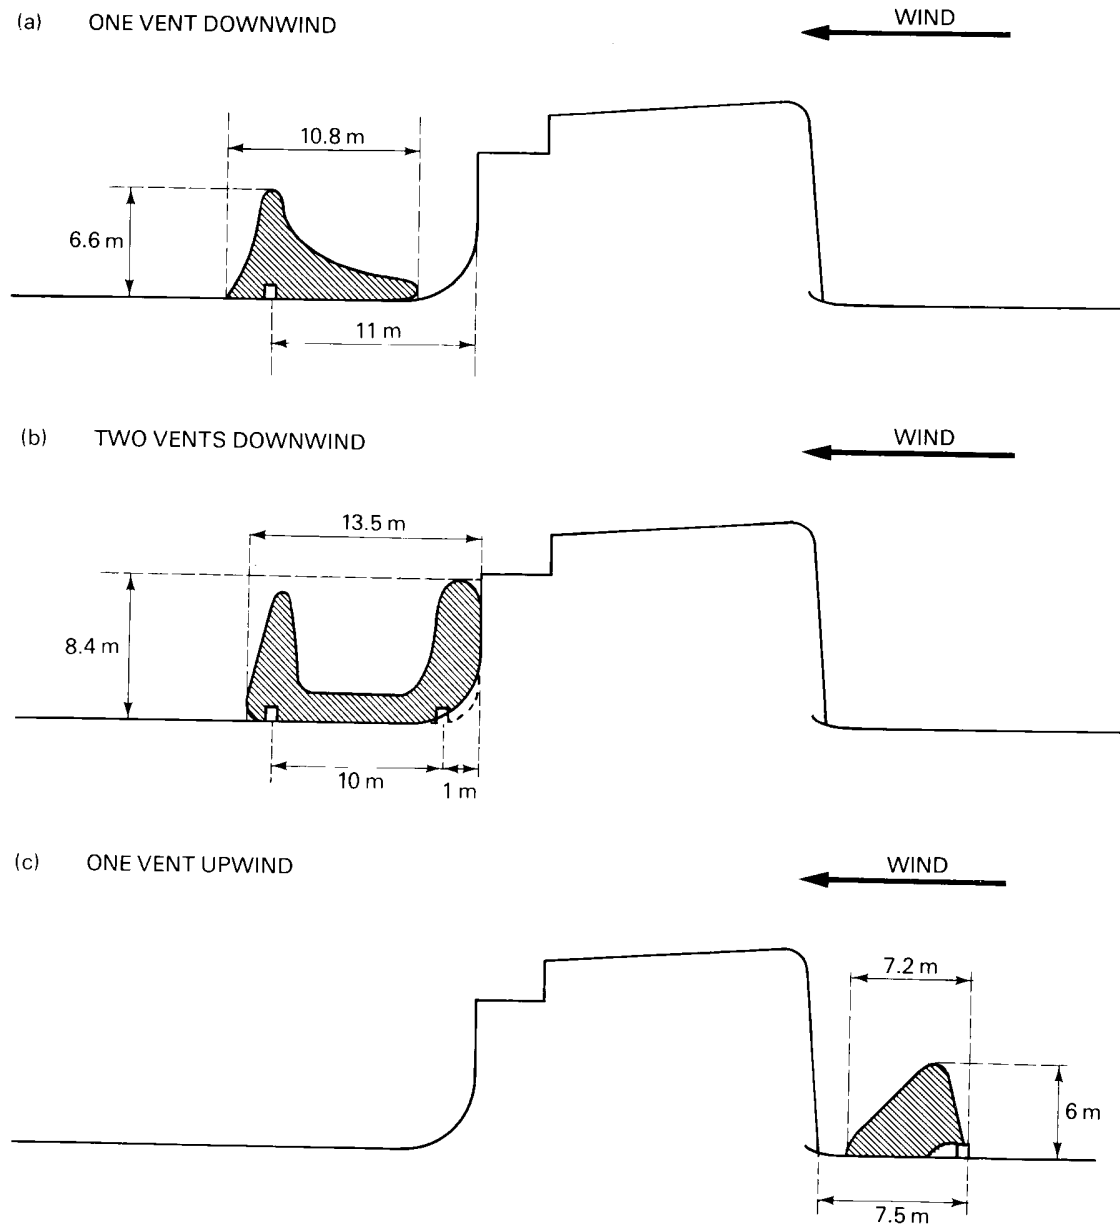 (a) ONE VENT DOWNWIND
WIND
10.8 m
6.6 m
11 m
(b) TWO VENTS DOWNWIND
WIND
13.5 m
8.4 m
10 m
1 m
(c) ONE VENT UPWIND
WIND
7.2 m
6 m
7.5 m